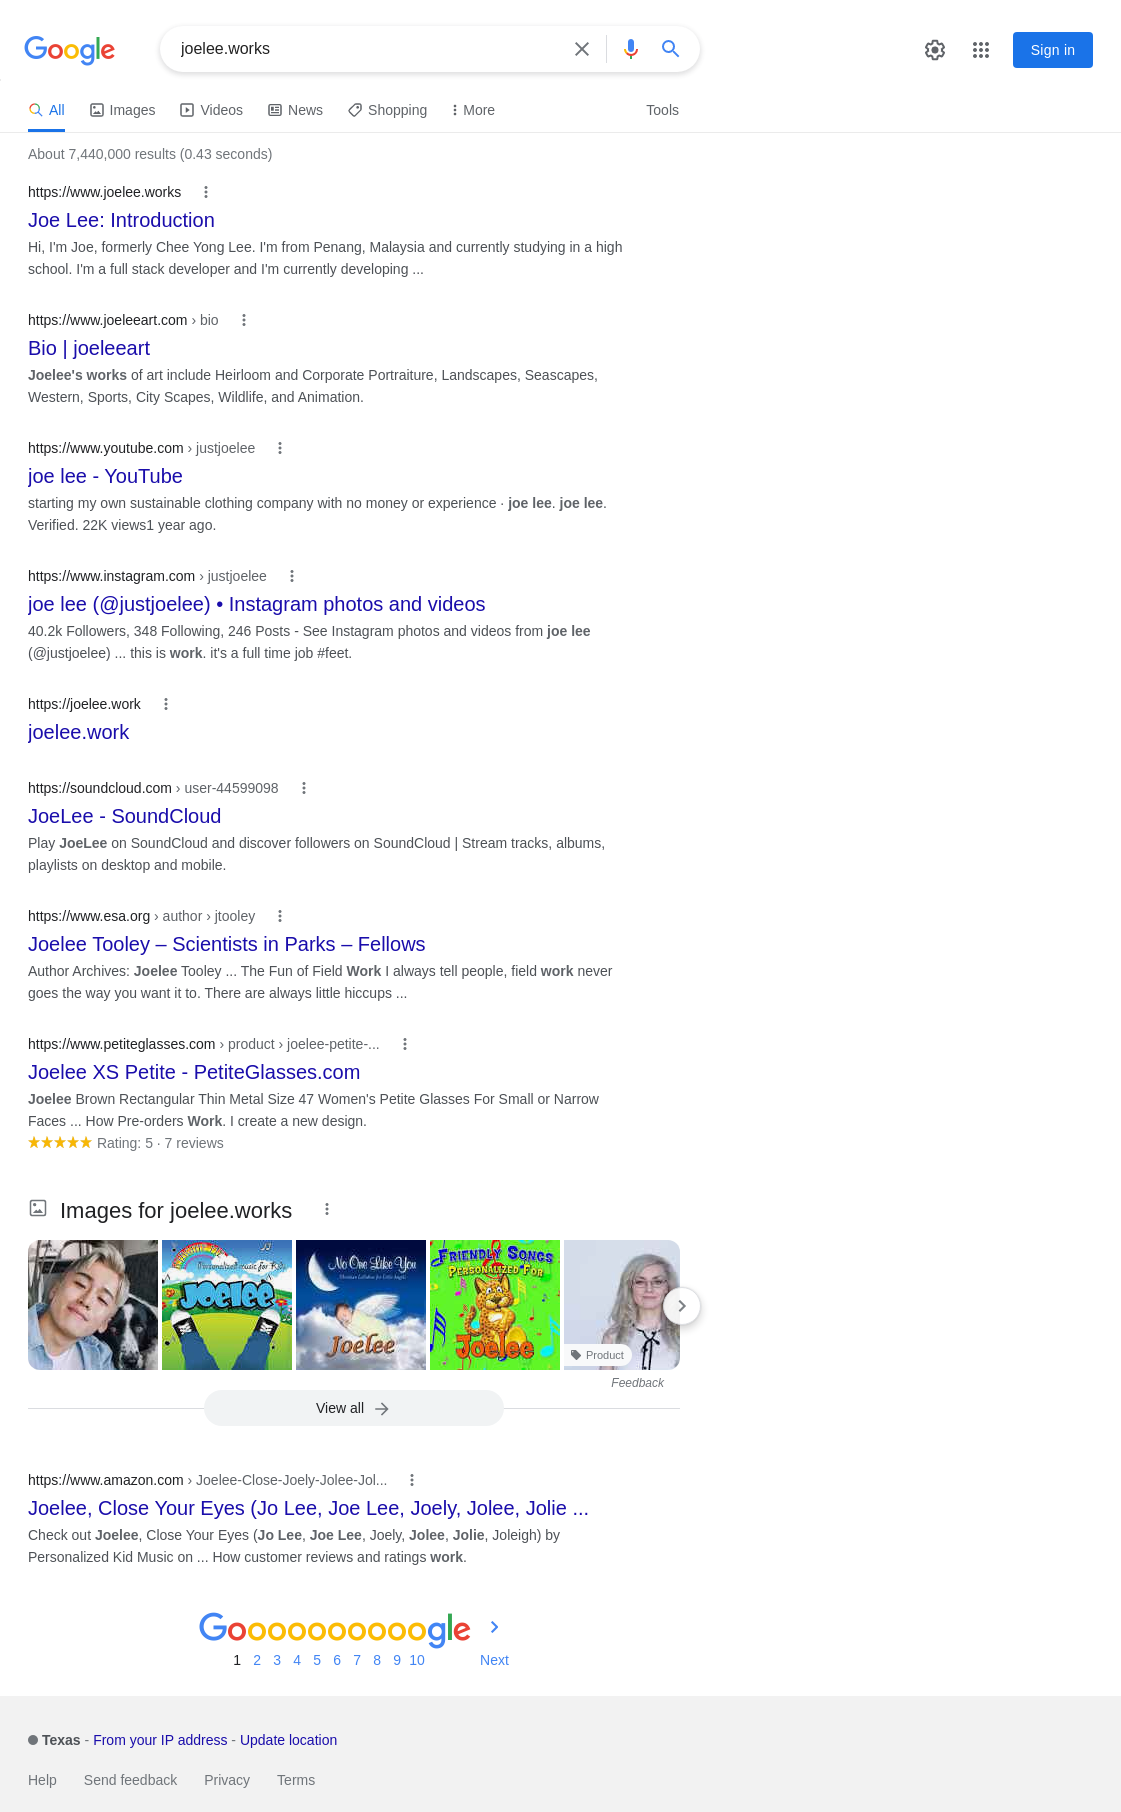 Google
joelee.works
Sign in
All
Images
Videos
News
Shopping
More
Tools
About 7,440,000 results (0.43 seconds)
https://www.joelee.works
Joe Lee: Introduction
Hi, I'm Joe, formerly Chee Yong Lee. I'm from Penang, Malaysia and currently studying in a high
school. I'm a full stack developer and I'm currently developing ...
https://www.joeleeart.com › bio
Bio | joeleeart
Joelee's works of art include Heirloom and Corporate Portraiture, Landscapes, Seascapes,
Western, Sports, City Scapes, Wildlife, and Animation.
https://www.youtube.com › justjoelee
joe lee - YouTube
starting my own sustainable clothing company with no money or experience · joe lee. joe lee.
Verified. 22K views1 year ago.
https://www.instagram.com › justjoelee
joe lee (@justjoelee) • Instagram photos and videos
40.2k Followers, 348 Following, 246 Posts - See Instagram photos and videos from joe lee
(@justjoelee) ... this is work. it's a full time job #feet.
https://joelee.work
joelee.work
https://soundcloud.com › user-44599098
JoeLee - SoundCloud
Play JoeLee on SoundCloud and discover followers on SoundCloud | Stream tracks, albums,
playlists on desktop and mobile.
https://www.esa.org › author › jtooley
Joelee Tooley – Scientists in Parks – Fellows
Author Archives: Joelee Tooley ... The Fun of Field Work I always tell people, field work never
goes the way you want it to. There are always little hiccups ...
https://www.petiteglasses.com › product › joelee-petite-...
Joelee XS Petite - PetiteGlasses.com
Joelee Brown Rectangular Thin Metal Size 47 Women's Petite Glasses For Small or Narrow
Faces ... How Pre-orders Work. I create a new design.
Rating: 5 · 7 reviews
Images for joelee.works
Personalized music for Kids
Joelee
No One Like You
Christian Lullabies for Little Angels
Joelee
FRIENDLY SONGS
PERSONALIZED FOR
Joelee
Product
Feedback
View all
https://www.amazon.com › Joelee-Close-Joely-Jolee-Jol...
Joelee, Close Your Eyes (Jo Lee, Joe Lee, Joely, Jolee, Jolie ...
Check out Joelee, Close Your Eyes (Jo Lee, Joe Lee, Joely, Jolee, Jolie, Joleigh) by
Personalized Kid Music on ... How customer reviews and ratings work.
Goooooooooogle
1 2 3 4 5 6 7 8 9 10 Next
Texas - From your IP address - Update location
Help Send feedback Privacy Terms